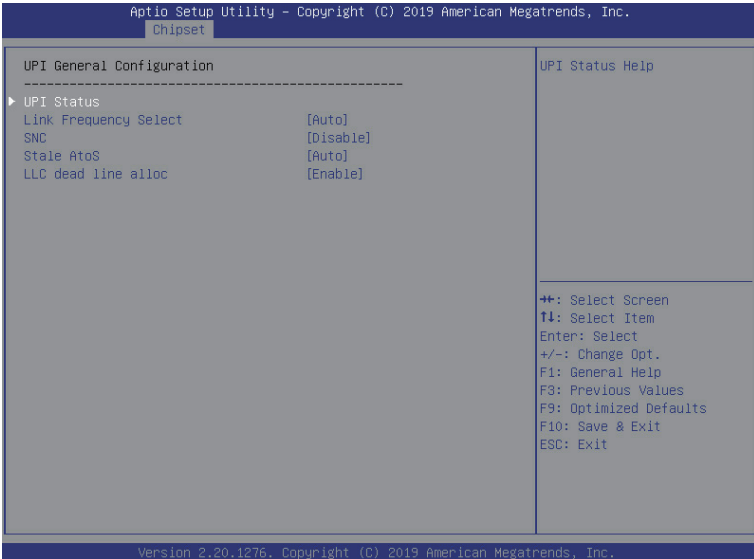 Aptio Setup Utility – Copyright (C) 2019 American Megatrends, Inc.
Chipset
UPI General Configuration
------------------------------------------------
UPI Status
Link Frequency Select [Auto]
SNC [Disable]
Stale AtoS [Auto]
LLC dead line alloc [Enable]
UPI Status Help
→←: Select Screen
↑↓: Select Item
Enter: Select
+/-: Change Opt.
F1: General Help
F3: Previous Values
F9: Optimized Defaults
F10: Save & Exit
ESC: Exit
Version 2.20.1276. Copyright (C) 2019 American Megatrends, Inc.